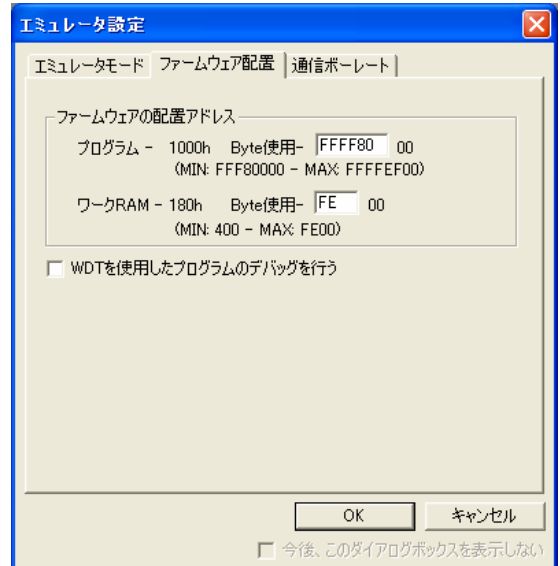 エミュレータ設定
エミュレータモード ファームウェア配置 通信ボーレート
ファームウェアの配置アドレス
プログラム - 1000h Byte使用- FFFF80 00
(MIN: FFF80000 - MAX: FFFFEF00)
ワークRAM - 180h Byte使用- FE 00
(MIN: 400 - MAX: FE00)
WDTを使用したプログラムのデバッグを行う
OK キャンセル
今後、このダイアログボックスを表示しない